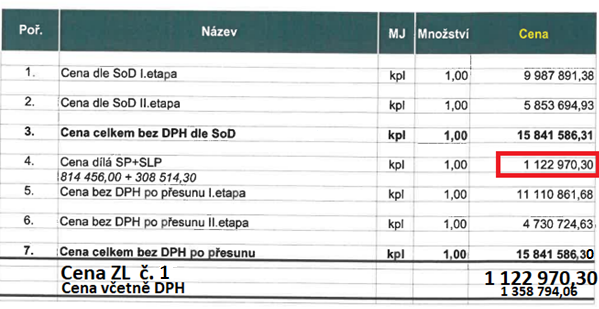 Poř. Název MJ Množství Cena
1. Cena dle SoD I.etapa kpl 1,00 9 987 891,38
2. Cena dle SoD II.etapa kpl 1,00 5 853 694,93
3. Cena celkem bez DPH dle SoD kpl 1,00 15 841 586,31
4. Cena dílá SP+SLP kpl 1,00 1 122 970,30
814 456,00 + 308 514,30
5. Cena bez DPH po přesunu I.etapa kpl 1,00 11 110 861,68
6. Cena bez DPH po přesunu II.etapa kpl 1,00 4 730 724,63
7. Cena celkem bez DPH po přesunu kpl 1,00 15 841 586,30
Cena ZL č. 1 1 122 970,30
Cena včetně DPH 1 358 794,06